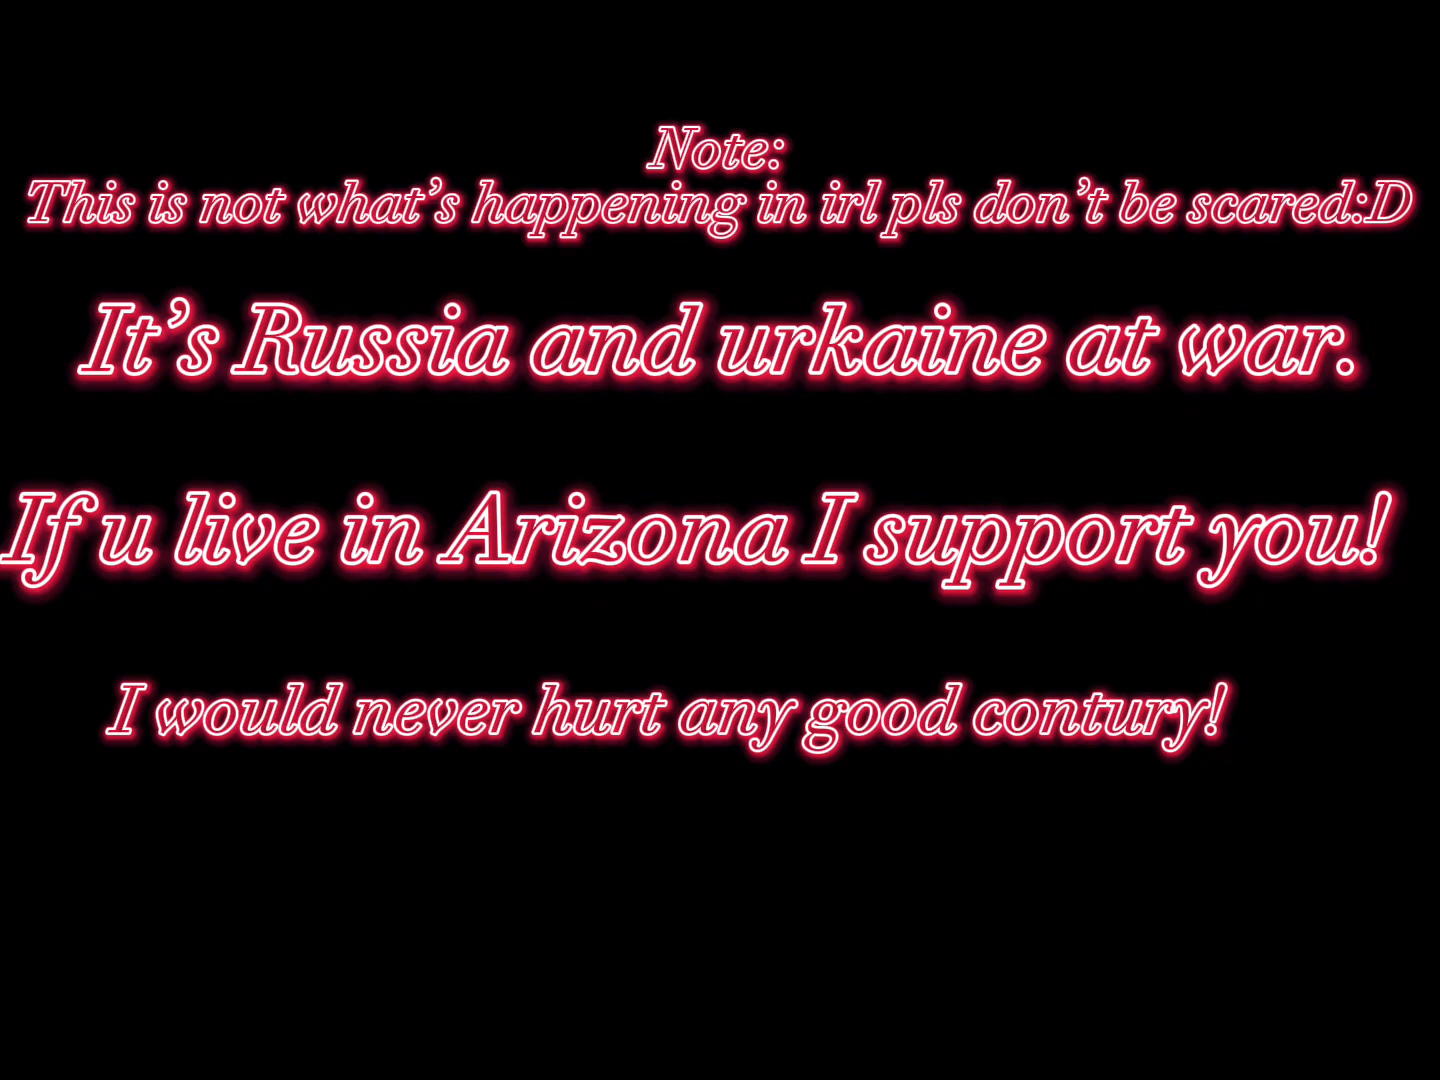 Note:
This is not what’s happening in irl pls don’t be scared:D
It’s Russia and urkaine at war.
If u live in Arizona I support you!
I would never hurt any good contury!